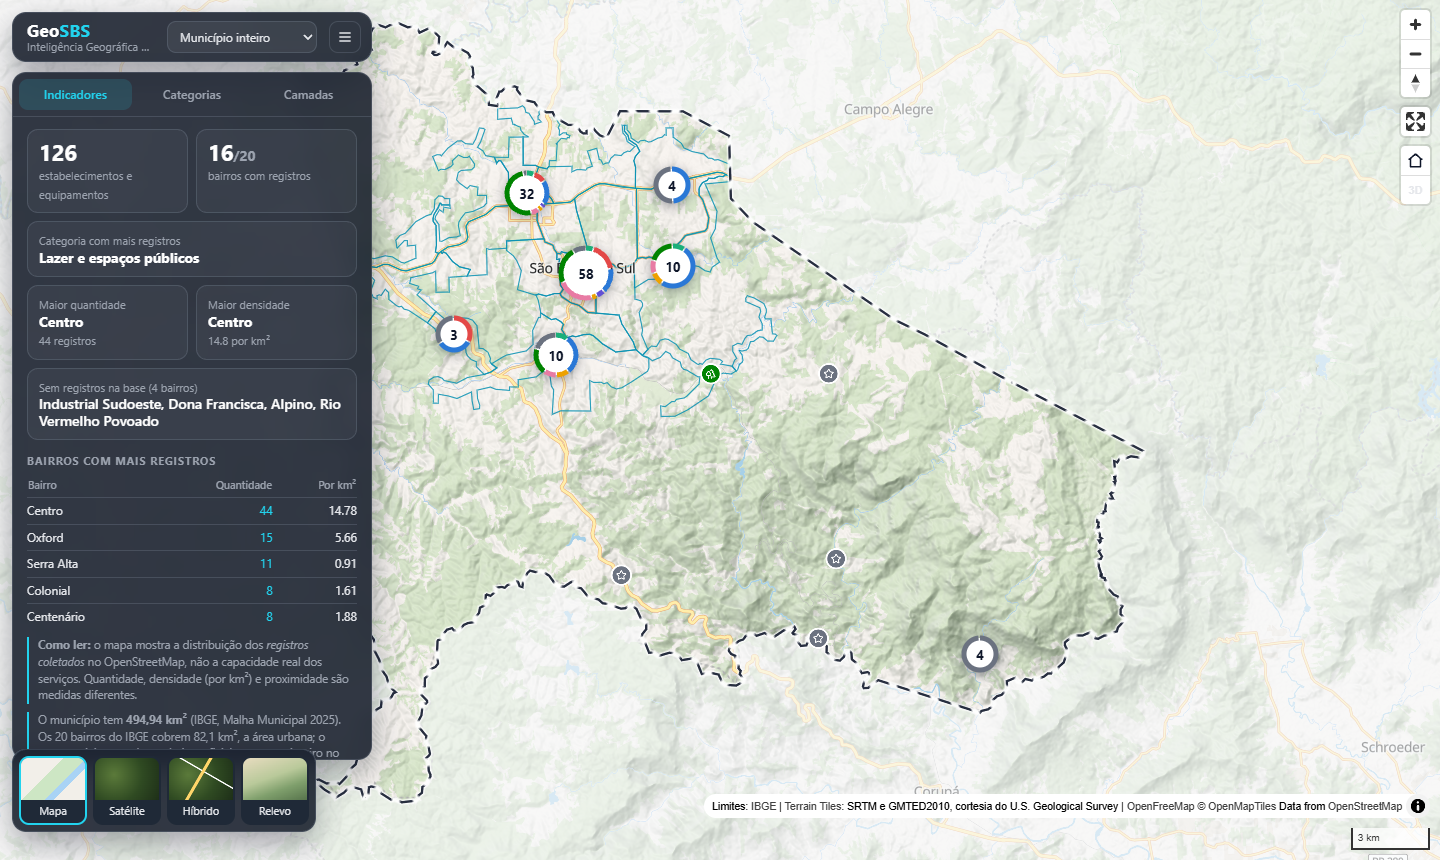 GeoSBS
Inteligência Geográfica ...
Município inteiro
Indicadores
Categorias
Camadas
126
estabelecimentos e
equipamentos
16/20
bairros com registros
Categoria com mais registros
Lazer e espaços públicos
Maior quantidade
Centro
44 registros
Maior densidade
Centro
14.8 por km²
Sem registros na base (4 bairros)
Industrial Sudoeste, Dona Francisca, Alpino, Rio
Vermelho Povoado
BAIRROS COM MAIS REGISTROS
Bairro Quantidade Por km²
Centro 44 14.78
Oxford 15 5.66
Serra Alta 11 0.91
Colonial 8 1.61
Centenário 8 1.88
Como ler: o mapa mostra a distribuição dos registros
coletados no OpenStreetMap, não a capacidade real dos
serviços. Quantidade, densidade (por km²) e proximidade são
medidas diferentes.
O município tem 494,94 km² (IBGE, Malha Municipal 2025).
Os 20 bairros do IBGE cobrem 82,1 km², a área urbana; o
Mapa
Satélite
Híbrido
Relevo
Campo Alegre
32
4
São
Sul
58
10
3
10
4
3D
Schroeder
Corupá
Limites: IBGE | Terrain Tiles: SRTM e GMTED2010, cortesia do U.S. Geological Survey | OpenFreeMap © OpenMapTiles Data from OpenStreetMap
3 km